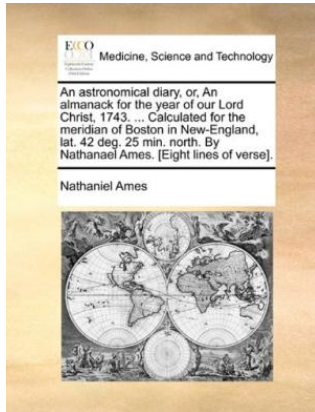 ECCO
Medicine, Science and Technology
An astronomical diary, or, An
almanack for the year of our Lord
Christ, 1743. ... Calculated for the
meridian of Boston in New-England,
lat. 42 deg. 25 min. north. By
Nathanael Ames. [Eight lines of verse].
Nathaniel Ames